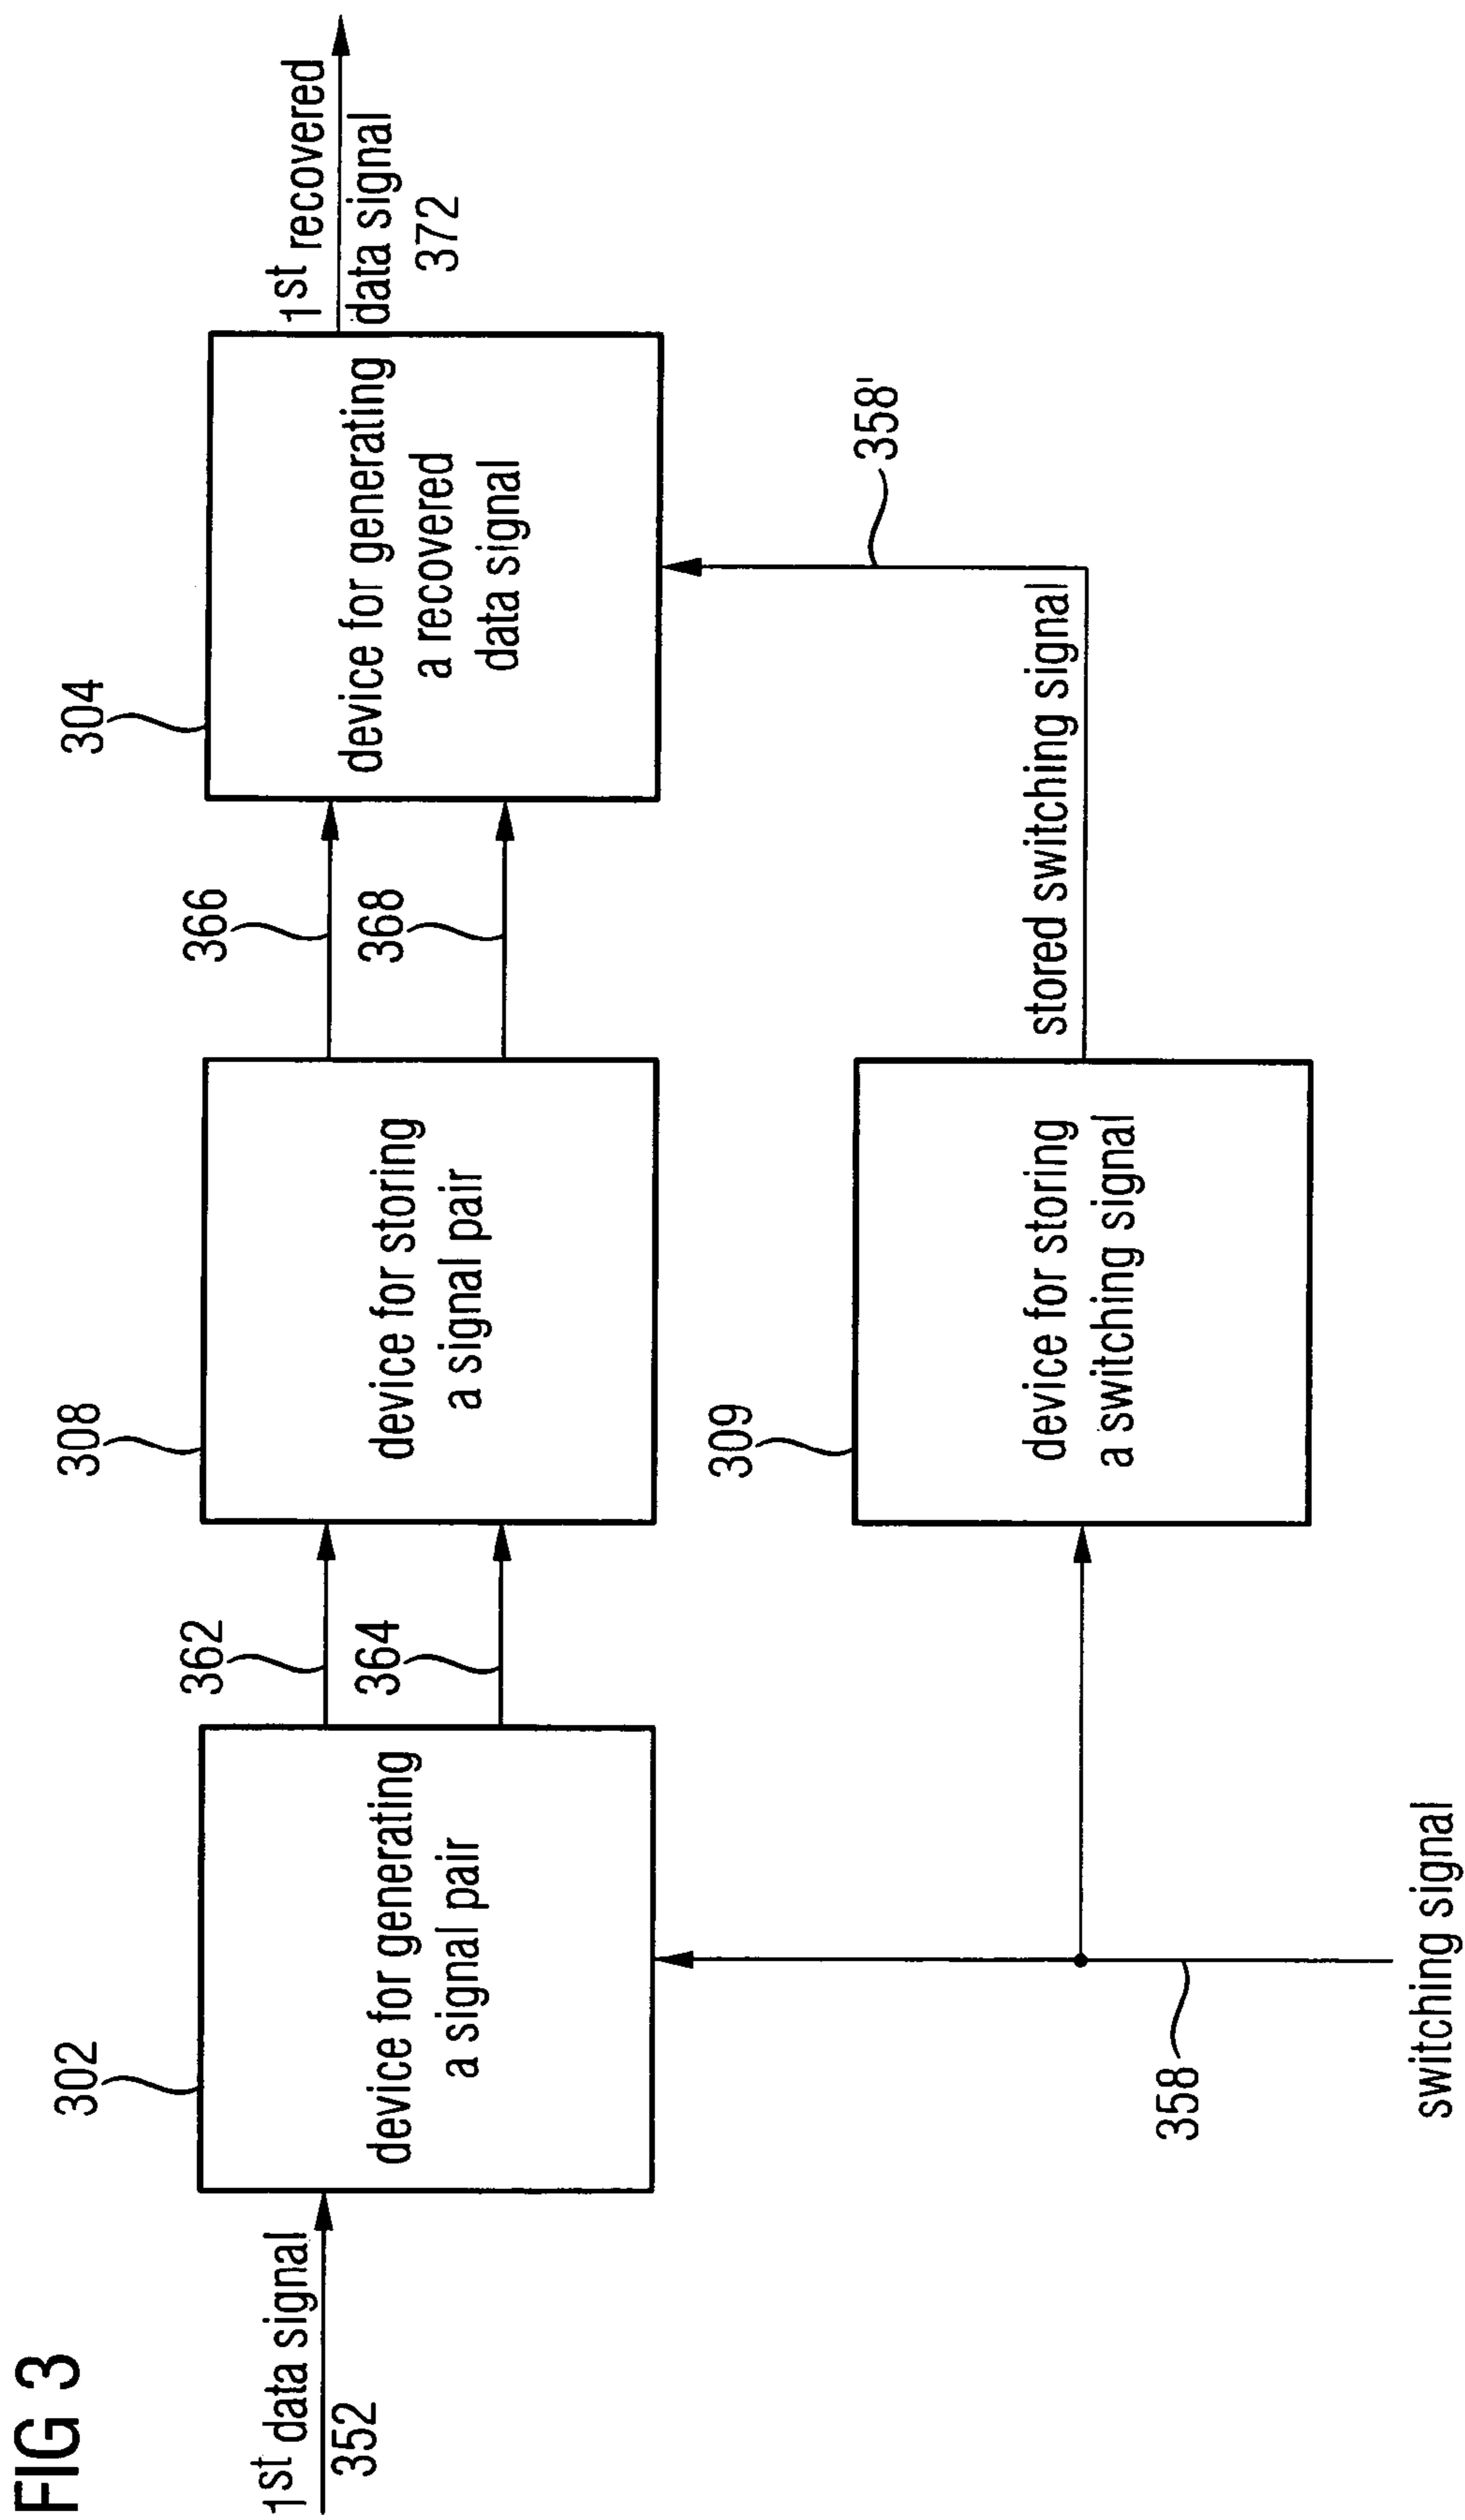 FIG 3
1st data signal
352
302
device for generating
a signal pair
362
364
308
device for storing
a signal pair
366
368
304
device for generating
a recovered
data signal
1st recovered
data signal
372
switching signal
358
309
device for storing
a switching signal
stored switching signal
358'